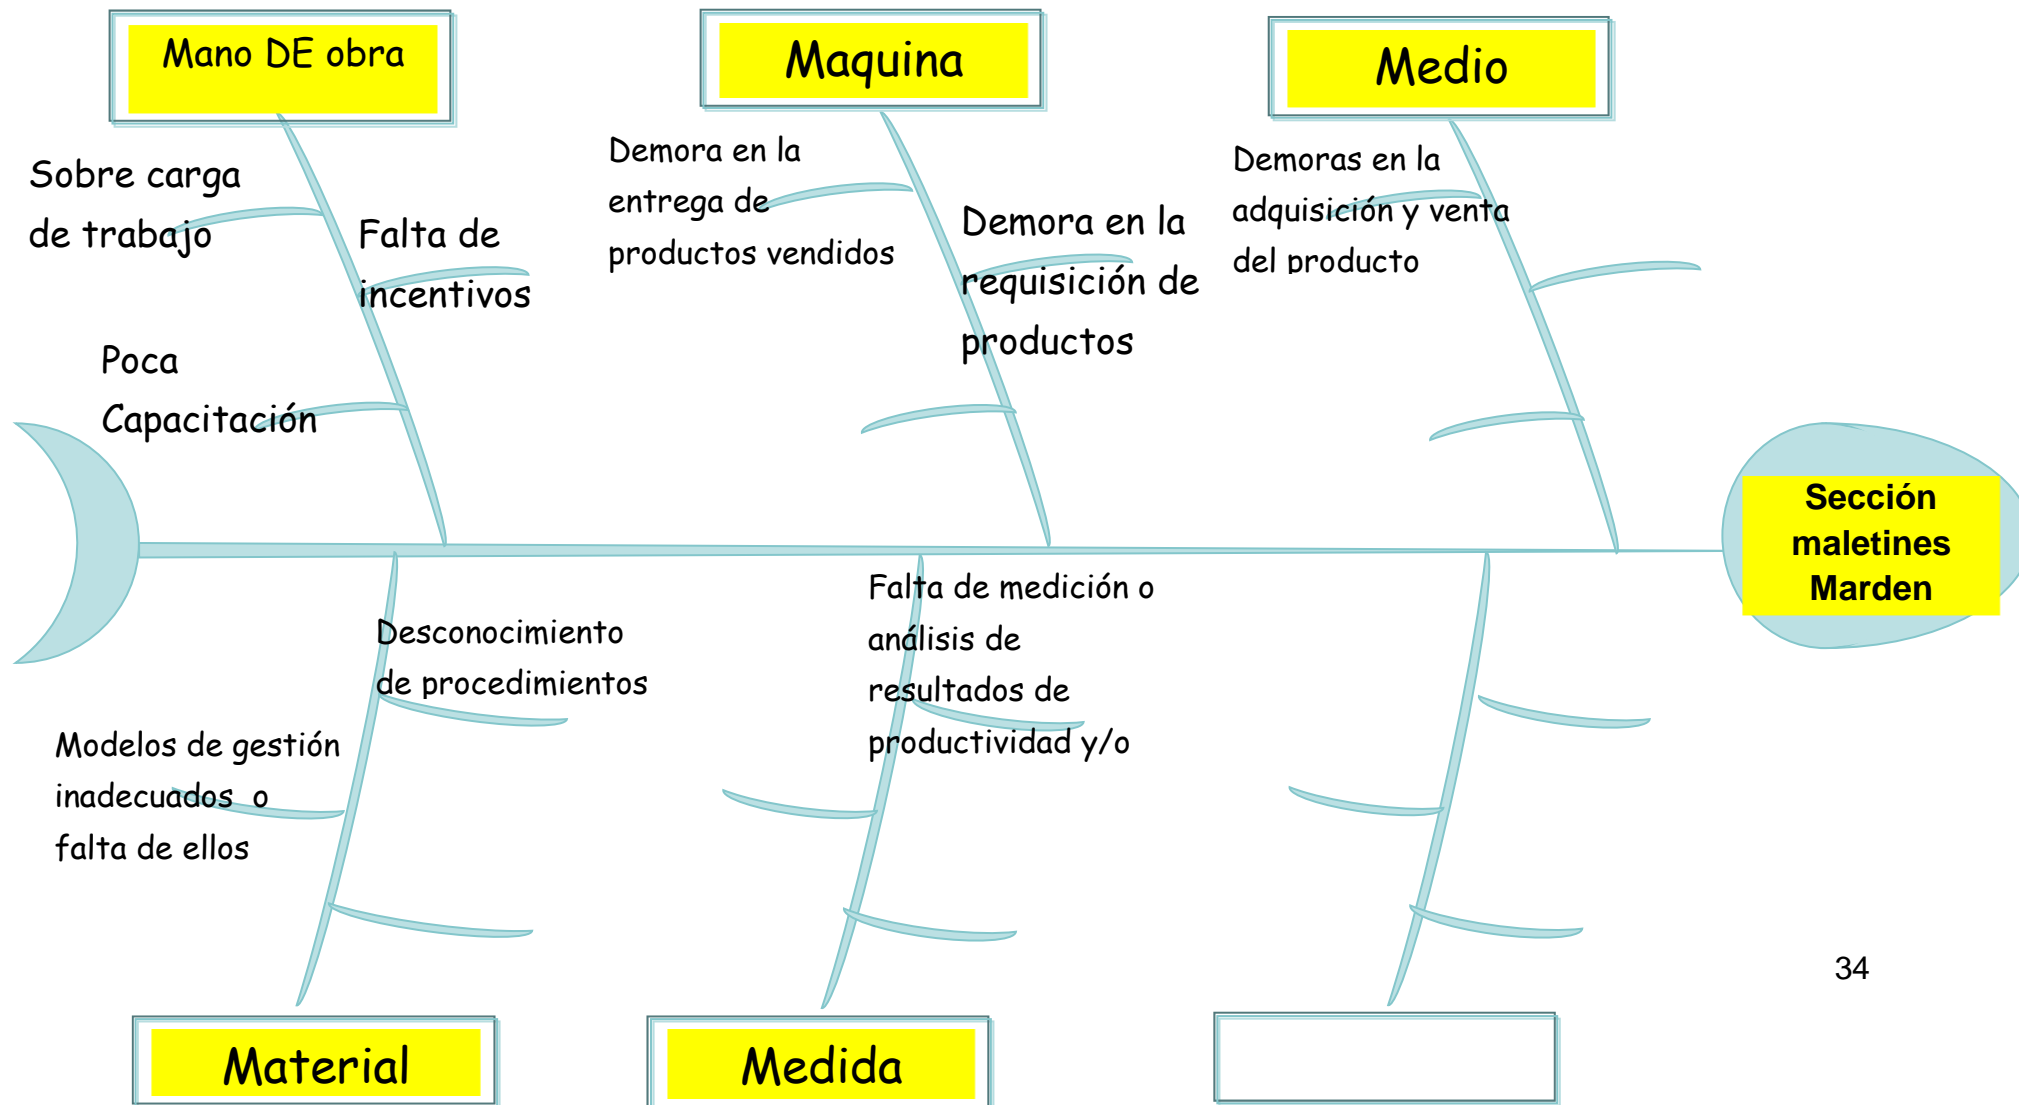 Mano DE obra
Maquina
Medio
Sobre carga
de trabajo
Falta de
incentivos
Poca
Capacitación
Demora en la
entrega de
productos vendidos
Demora en la
requisición de
productos
Demoras en la
adquisición y venta
del producto
Sección
maletines
Marden
Desconocimiento
de procedimientos
Modelos de gestión
inadecuados o
falta de ellos
Falta de medición o
análisis de
resultados de
productividad y/o
34
Material
Medida